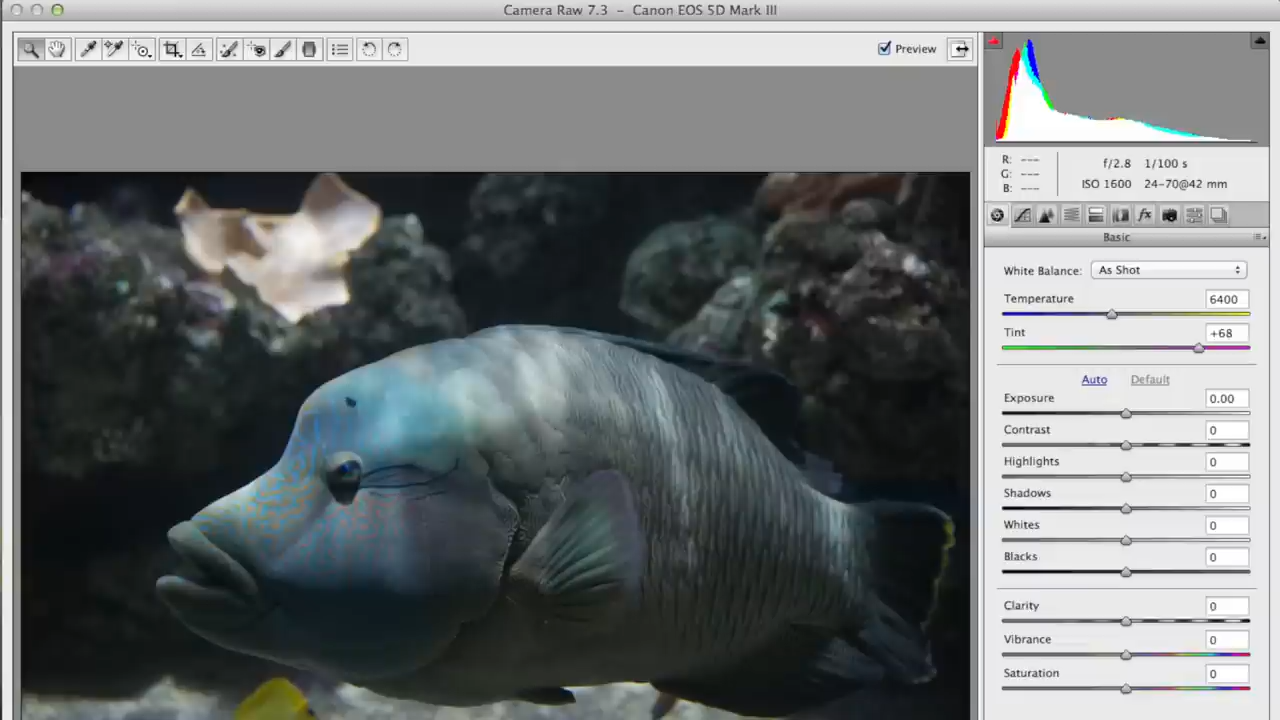 Camera Raw 7.3 – Canon EOS 5D Mark III
Preview
R: ---
G: ---
B: ---
f/2.8 1/100 s
ISO 1600 24-70@42 mm
fx
Basic
White Balance: As Shot
Temperature 6400
Tint +68
Auto Default
Exposure 0.00
Contrast 0
Highlights 0
Shadows 0
Whites 0
Blacks 0
Clarity 0
Vibrance 0
Saturation 0